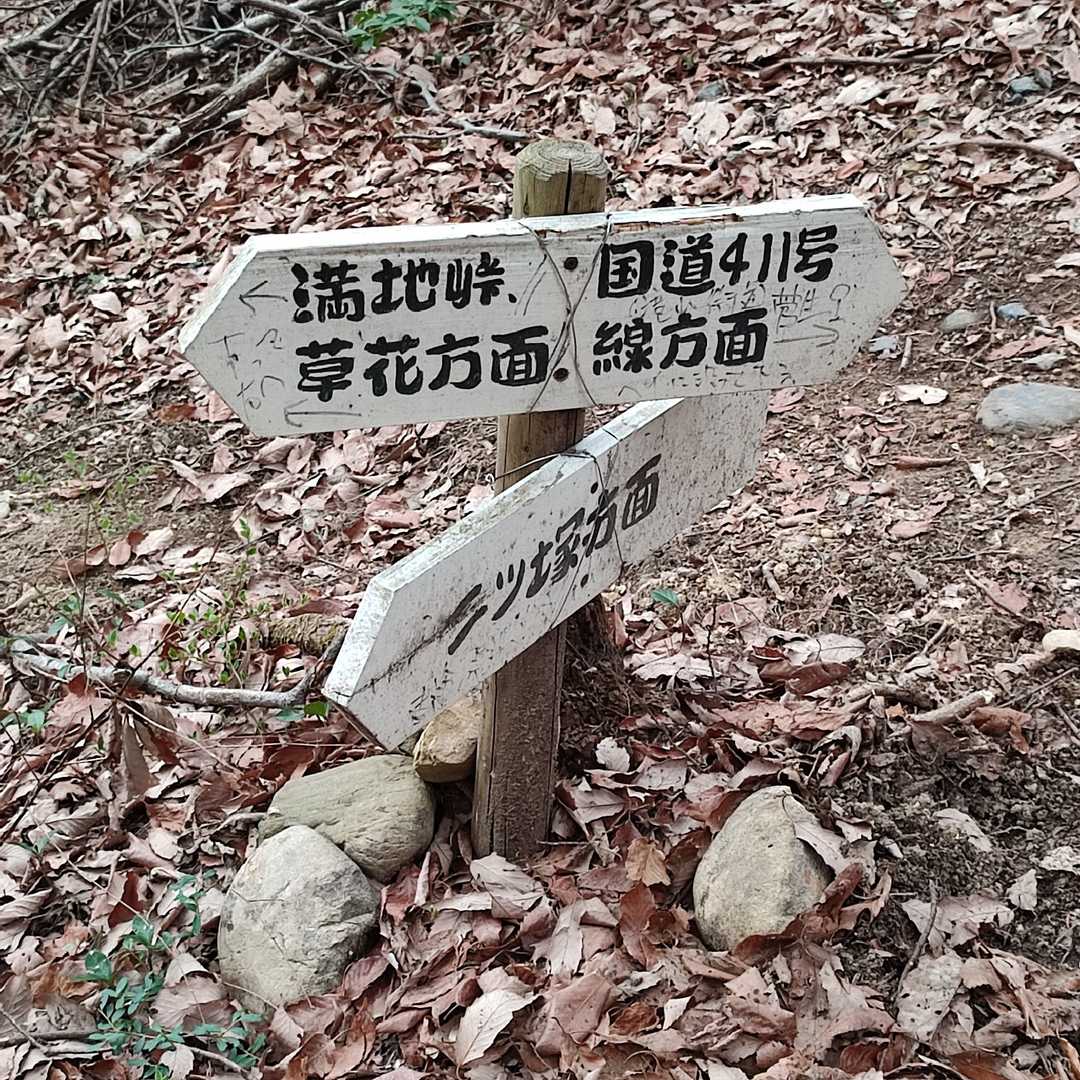 満地峠、
草花方面
国道411号
線方面
二ツ塚方面